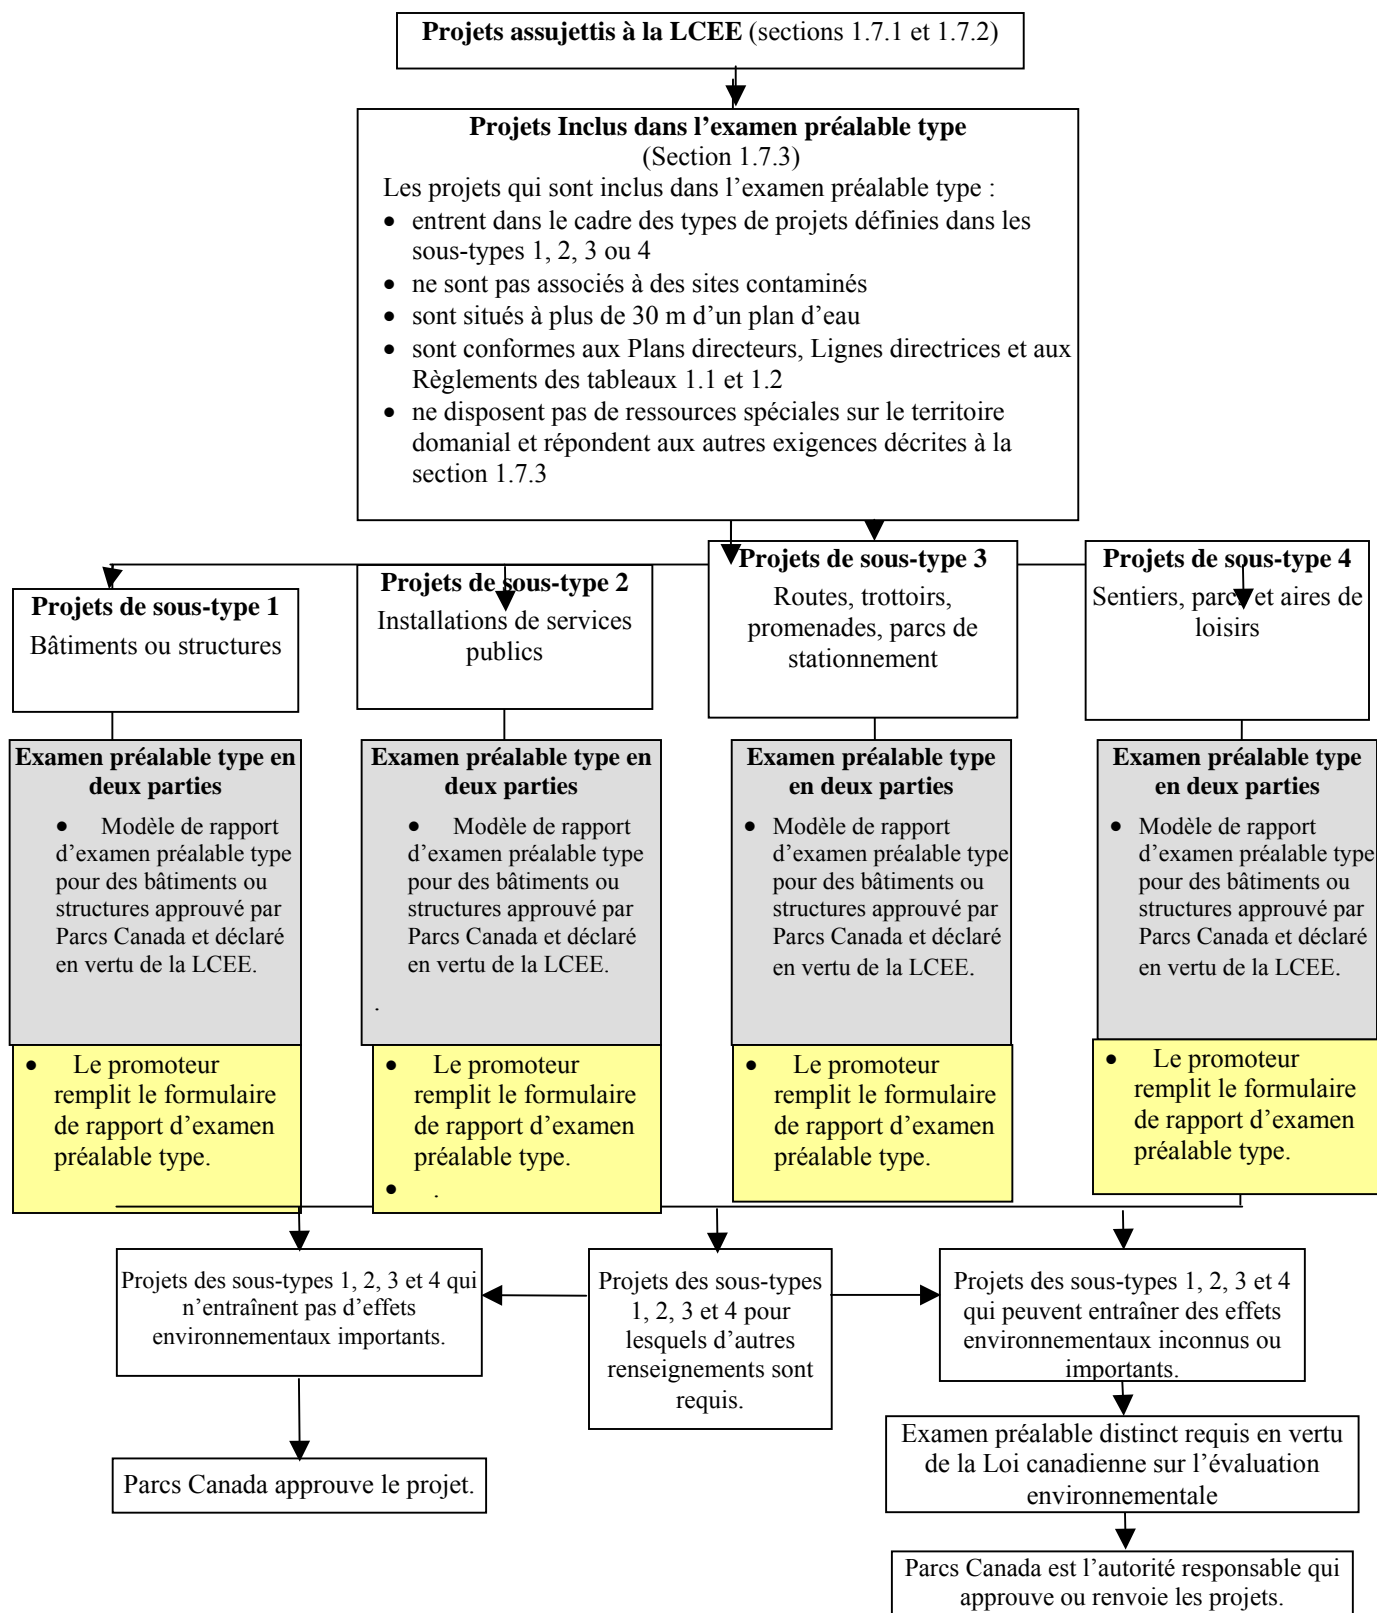 Projets assujettis à la LCEE (sections 1.7.1 et 1.7.2)
Projets Inclus dans l’examen préalable type
(Section 1.7.3)
Les projets qui sont inclus dans l’examen préalable type :
• entrent dans le cadre des types de projets définies dans les
sous-types 1, 2, 3 ou 4
• ne sont pas associés à des sites contaminés
• sont situés à plus de 30 m d’un plan d’eau
• sont conformes aux Plans directeurs, Lignes directrices et aux
Règlements des tableaux 1.1 et 1.2
• ne disposent pas de ressources spéciales sur le territoire
domanial et répondent aux autres exigences décrites à la
section 1.7.3
Projets de sous-type 1
Bâtiments ou structures
Projets de sous-type 2
Installations de services
publics
Projets de sous-type 3
Routes, trottoirs,
promenades, parcs de
stationnement
Projets de sous-type 4
Sentiers, parcs et aires de
loisirs
Examen préalable type en
deux parties
• Modèle de rapport
d’examen préalable type
pour des bâtiments ou
structures approuvé par
Parcs Canada et déclaré
en vertu de la LCEE.
Examen préalable type en
deux parties
• Modèle de rapport
d’examen préalable type
pour des bâtiments ou
structures approuvé par
Parcs Canada et déclaré
en vertu de la LCEE.
.
Examen préalable type
en deux parties
• Modèle de rapport
d’examen préalable type
pour des bâtiments ou
structures approuvé par
Parcs Canada et déclaré
en vertu de la LCEE.
Examen préalable type
en deux parties
• Modèle de rapport
d’examen préalable type
pour des bâtiments ou
structures approuvé par
Parcs Canada et déclaré
en vertu de la LCEE.
• Le promoteur
remplit le formulaire
de rapport d’examen
préalable type.
• Le promoteur
remplit le formulaire
de rapport d’examen
préalable type.
• .
• Le promoteur
remplit le formulaire
de rapport d’examen
préalable type.
• Le promoteur
remplit le formulaire
de rapport d’examen
préalable type.
Projets des sous-types 1, 2, 3 et 4 qui
n’entraînent pas d’effets
environnementaux importants.
Projets des sous-types
1, 2, 3 et 4 pour
lesquels d’autres
renseignements sont
requis.
Projets des sous-types 1, 2, 3 et 4
qui peuvent entraîner des effets
environnementaux inconnus ou
importants.
Parcs Canada approuve le projet.
Examen préalable distinct requis en vertu
de la Loi canadienne sur l’évaluation
environnementale
Parcs Canada est l’autorité responsable qui
approuve ou renvoie les projets.